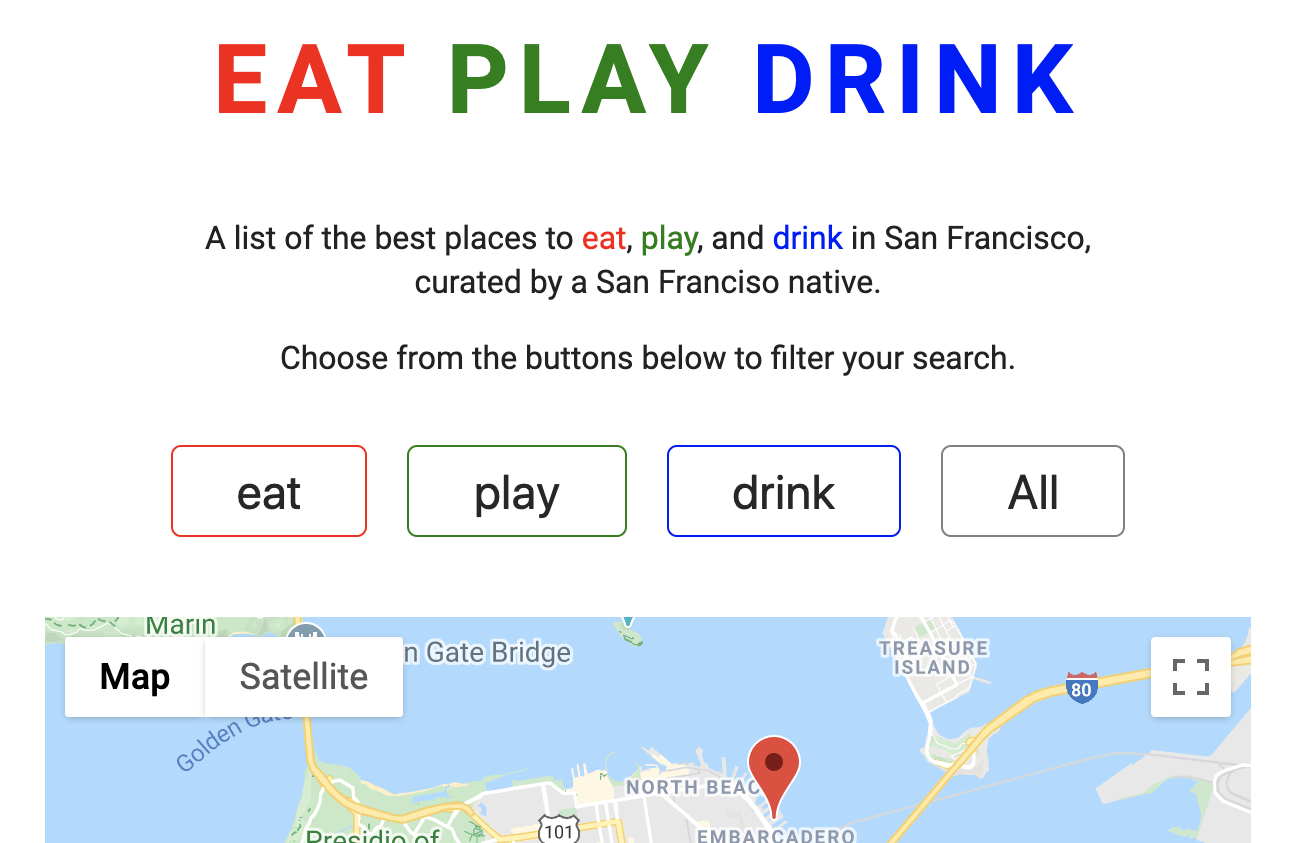 EAT PLAY DRINK
A list of the best places to eat, play, and drink in San Francisco,
curated by a San Franciso native.
Choose from the buttons below to filter your search.
eat play drink All
Marin
Map Satellite
n Gate Bridge
TREASURE
ISLAND
80
Golden Gate
NORTH BEAC
101
EMBARCADERO
Presidio of